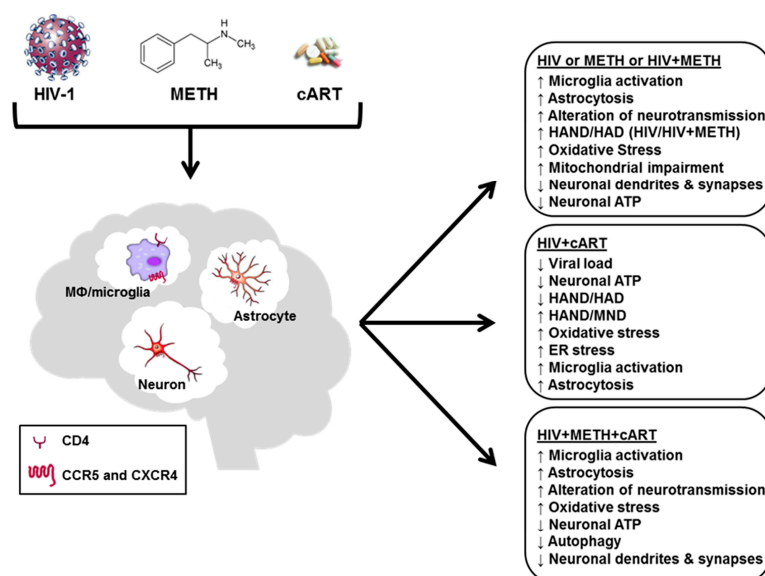 H
N
CH₃
CH₃
HIV-1
METH
cART
MΦ/microglia
Astrocyte
Neuron
CD4
CCR5 and CXCR4
HIV or METH or HIV+METH
↑ Microglia activation
↑ Astrocytosis
↑ Alteration of neurotransmission
↑ HAND/HAD (HIV/HIV+METH)
↑ Oxidative Stress
↑ Mitochondrial impairment
↓ Neuronal dendrites & synapses
↓ Neuronal ATP
HIV+cART
↓ Viral load
↓ Neuronal ATP
↓ HAND/HAD
↑ HAND/MND
↑ Oxidative stress
↑ ER stress
↑ Microglia activation
↑ Astrocytosis
HIV+METH+cART
↑ Microglia activation
↑ Astrocytosis
↑ Alteration of neurotransmission
↑ Oxidative stress
↓ Neuronal ATP
↓ Autophagy
↓ Neuronal dendrites & synapses